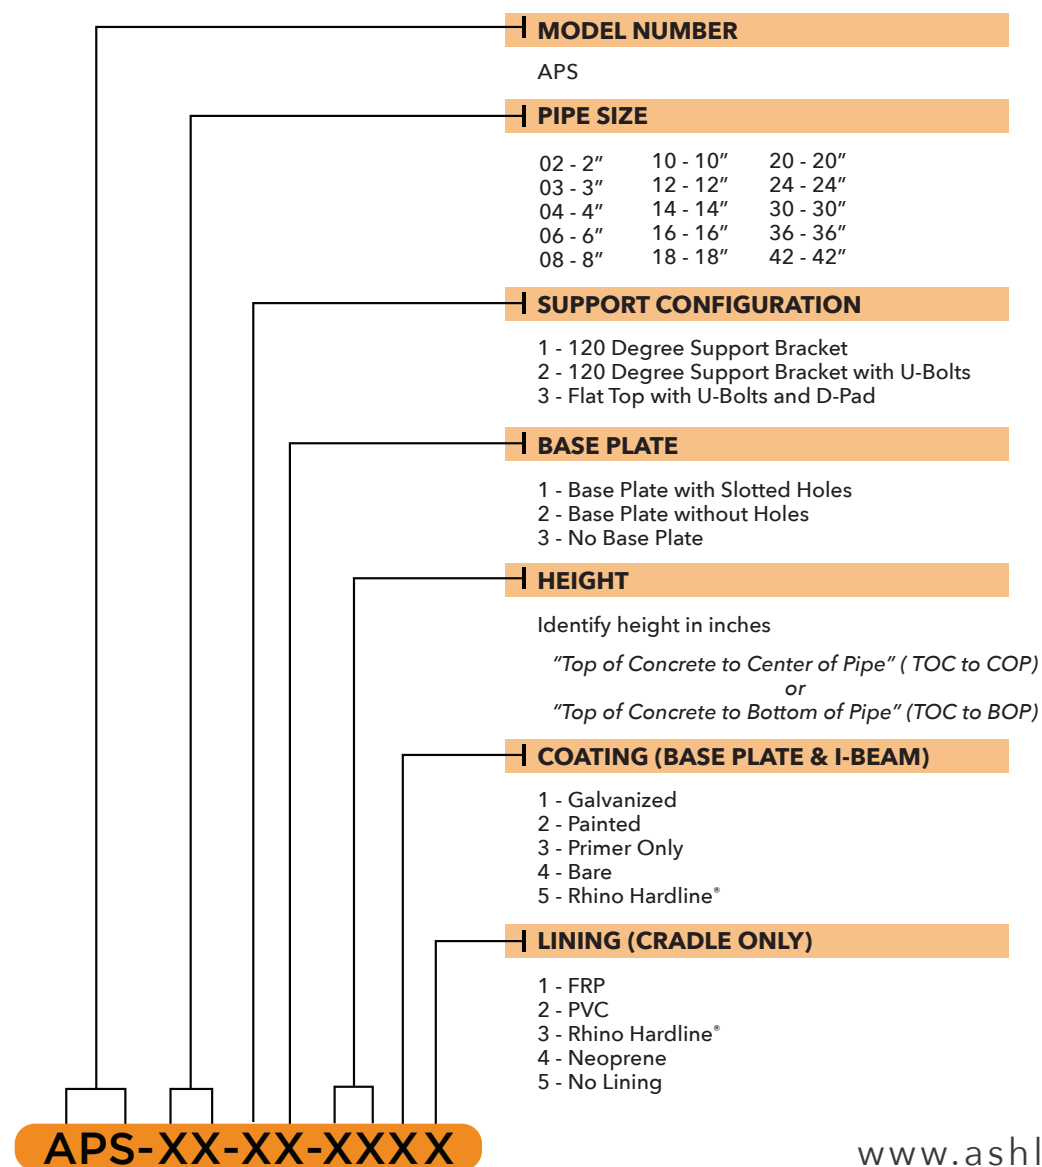 MODEL NUMBER
APS
PIPE SIZE
02 - 2” 10 - 10” 20 - 20”
03 - 3” 12 - 12” 24 - 24”
04 - 4” 14 - 14” 30 - 30”
06 - 6” 16 - 16” 36 - 36”
08 - 8” 18 - 18” 42 - 42”
SUPPORT CONFIGURATION
1 - 120 Degree Support Bracket
2 - 120 Degree Support Bracket with U-Bolts
3 - Flat Top with U-Bolts and D-Pad
BASE PLATE
1 - Base Plate with Slotted Holes
2 - Base Plate without Holes
3 - No Base Plate
HEIGHT
Identify height in inches
“Top of Concrete to Center of Pipe” ( TOC to COP)
or
“Top of Concrete to Bottom of Pipe” (TOC to BOP)
COATING (BASE PLATE & I-BEAM)
1 - Galvanized
2 - Painted
3 - Primer Only
4 - Bare
5 - Rhino Hardline®
LINING (CRADLE ONLY)
1 - FRP
2 - PVC
3 - Rhino Hardline®
4 - Neoprene
5 - No Lining
APS-XX-XX-XXXX
www.ashl